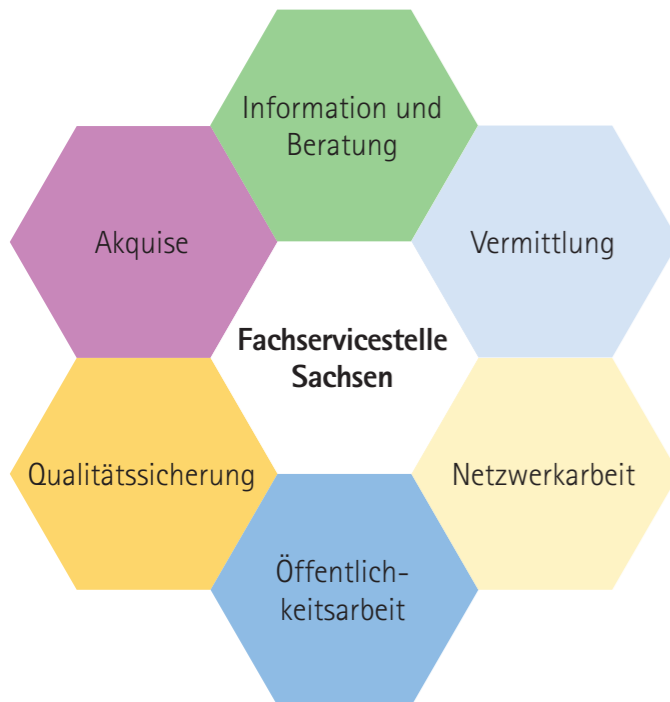 Information und
Beratung
Akquise
Vermittlung
Fachservicestelle
Sachsen
Qualitätssicherung
Netzwerkarbeit
Öffentlich-
keitsarbeit